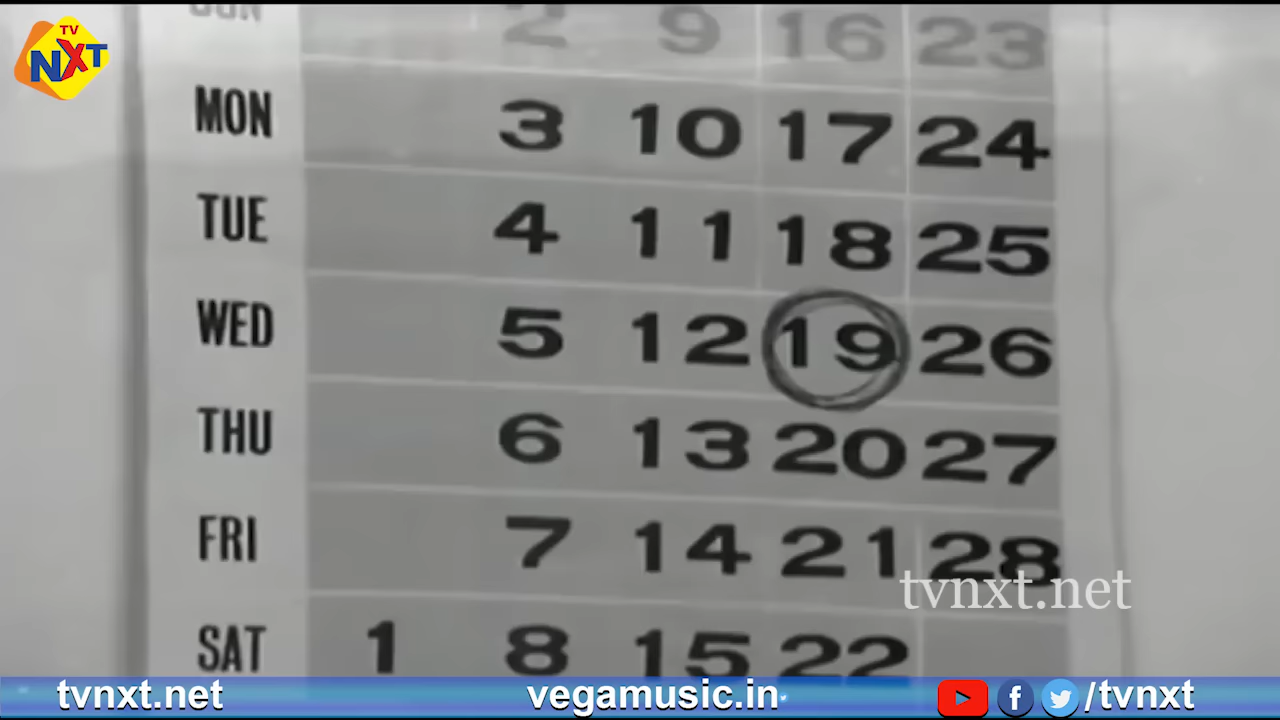 TV
NXT
SUN 2 9 16 23
MON 3 10 17 24
TUE 4 11 18 25
WED 5 12 19 26
THU 6 13 20 27
FRI 7 14 21 28
tvnxt.net
SAT 1 8 15 22
tvnxt.net vegamusic.in /tvnxt